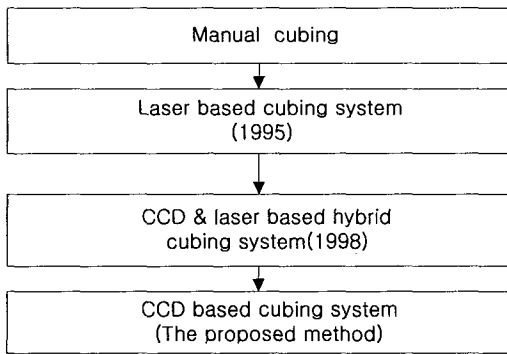 Manual cubing
Laser based cubing system
(1995)
CCD & laser based hybrid
cubing system(1998)
CCD based cubing system
(The proposed method)